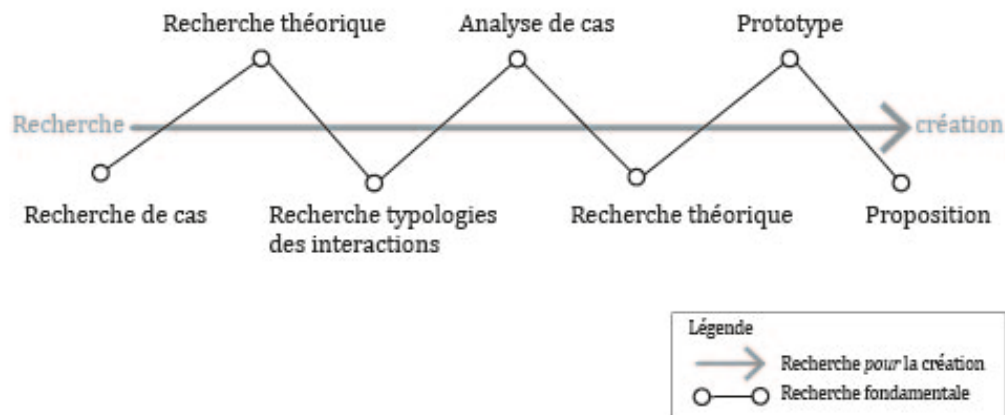 Recherche théorique
Analyse de cas
Prototype
Recherche
création
Recherche de cas
Recherche typologies
des interactions
Recherche théorique
Proposition
Légende
Recherche pour la création
Recherche fondamentale